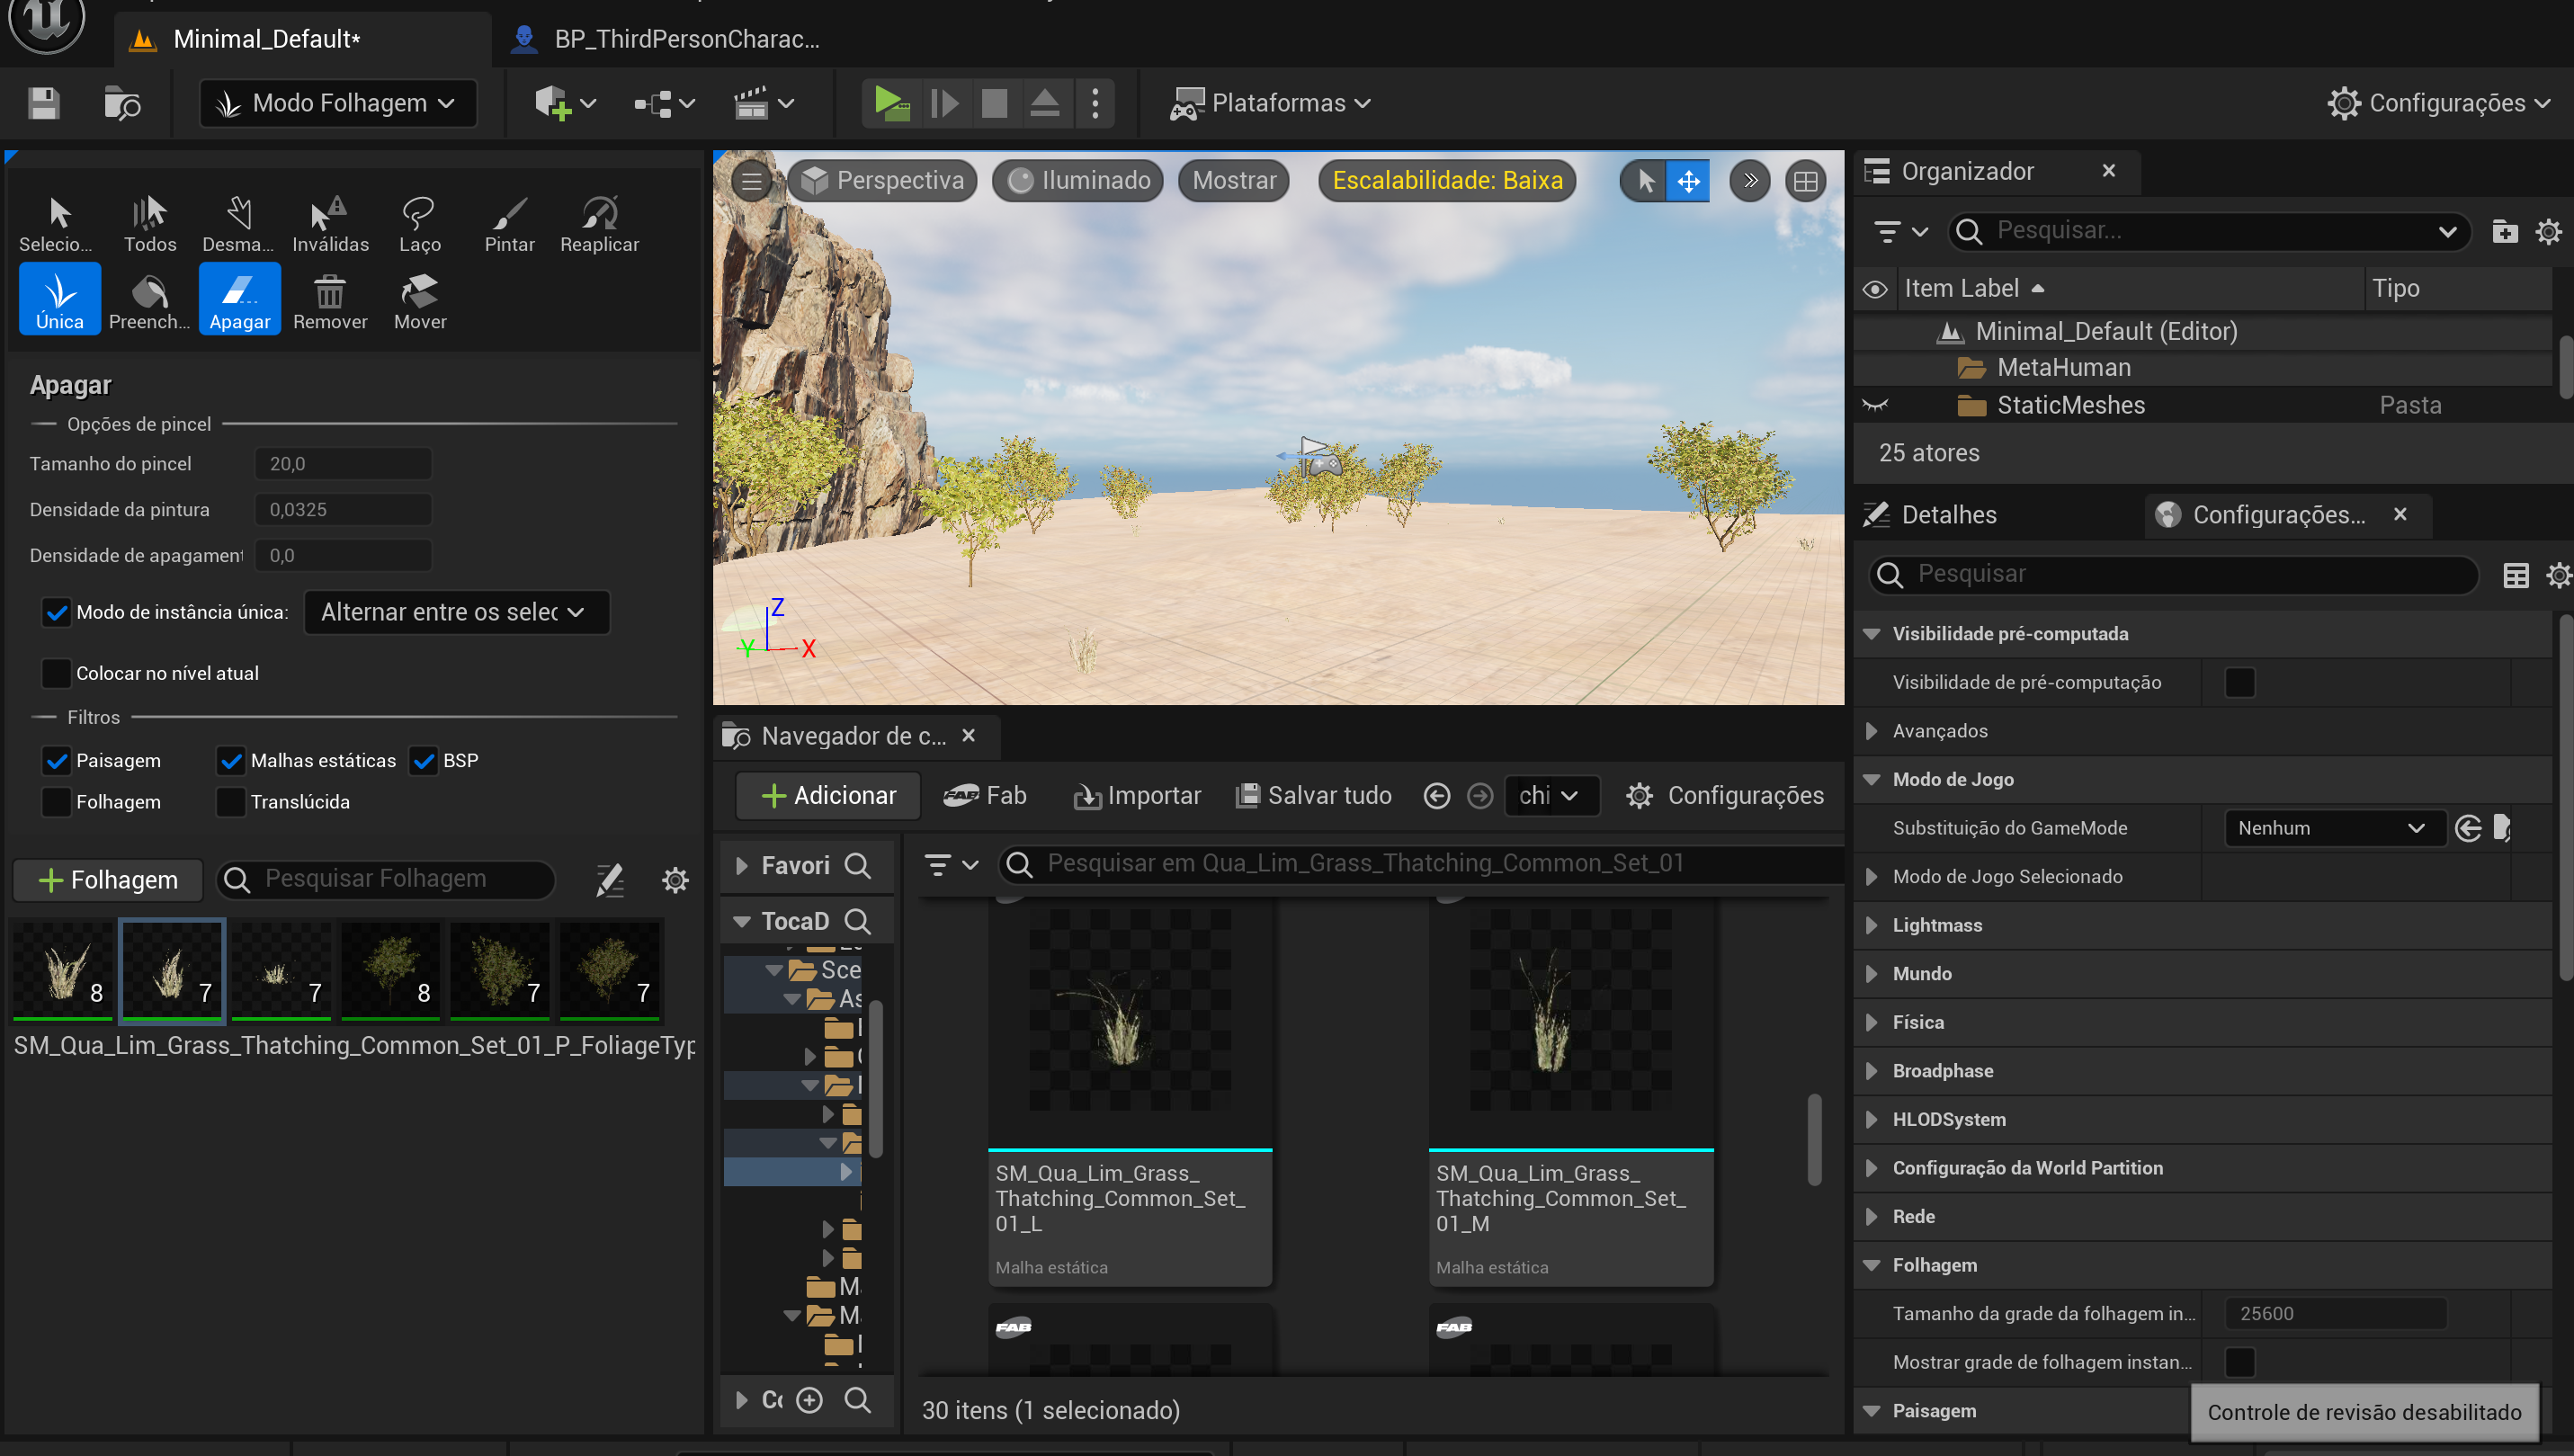 Minimal_Default*
BP_ThirdPersonCharac...
Modo Folhagem
Plataformas
Configurações
Selecio...
Todos
Desma...
Inválidas
Laço
Pintar
Reaplicar
Única
Preench...
Apagar
Remover
Mover
Apagar
Opções de pincel
Tamanho do pincel
20,0
Densidade da pintura
0,0325
Densidade de apagament
0,0
Modo de instância única:
Alternar entre os selec
Colocar no nível atual
Filtros
Paisagem
Malhas estáticas
BSP
Folhagem
Translúcida
Folhagem
Pesquisar Folhagem
8
7
7
8
7
7
SM_Qua_Lim_Grass_Thatching_Common_Set_01_P_FoliageTyp
Perspectiva
Iluminado
Mostrar
Escalabilidade: Baixa
Z
Y
X
Navegador de c...
Adicionar
Fab
Importar
Salvar tudo
chi
Configurações
Favori
Pesquisar em Qua_Lim_Grass_Thatching_Common_Set_01
TocaD
Sce
As
M
M
SM_Qua_Lim_Grass_
Thatching_Common_Set_
01_L
Malha estática
SM_Qua_Lim_Grass_
Thatching_Common_Set_
01_M
Malha estática
FAB
FAB
30 itens (1 selecionado)
Organizador
Pesquisar...
Item Label
Tipo
Minimal_Default (Editor)
MetaHuman
StaticMeshes
Pasta
25 atores
Detalhes
Configurações...
Pesquisar
Visibilidade pré-computada
Visibilidade de pré-computação
Avançados
Modo de Jogo
Substituição do GameMode
Nenhum
Modo de Jogo Selecionado
Lightmass
Mundo
Física
Broadphase
HLODSystem
Configuração da World Partition
Rede
Folhagem
Tamanho da grade da folhagem in...
25600
Mostrar grade de folhagem instan...
Paisagem
Controle de revisão desabilitado